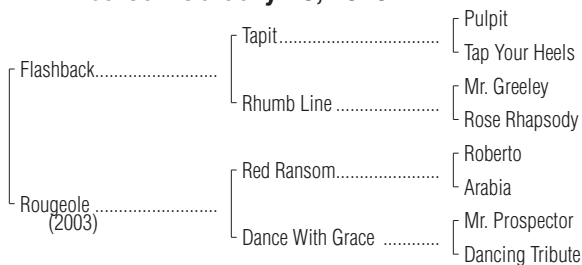 Tapit
Pulpit
Tap Your Heels
Flashback
Rhumb Line
Mr. Greeley
Rose Rhapsody
Red Ransom
Roberto
Arabia
Rougeole
(2003)
Dance With Grace
Mr. Prospector
Dancing Tribute